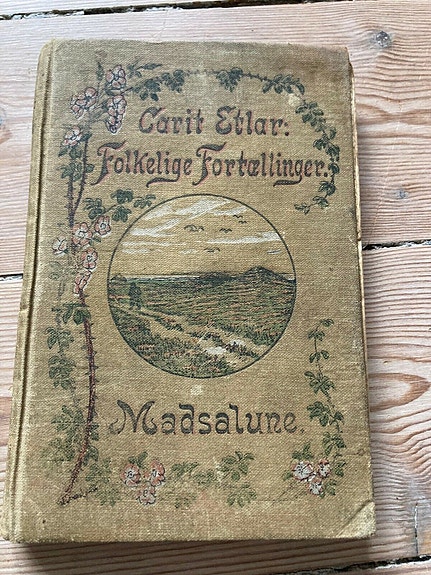 Carit Etlar:
Folkelige Fortællinger.
Madsalune.